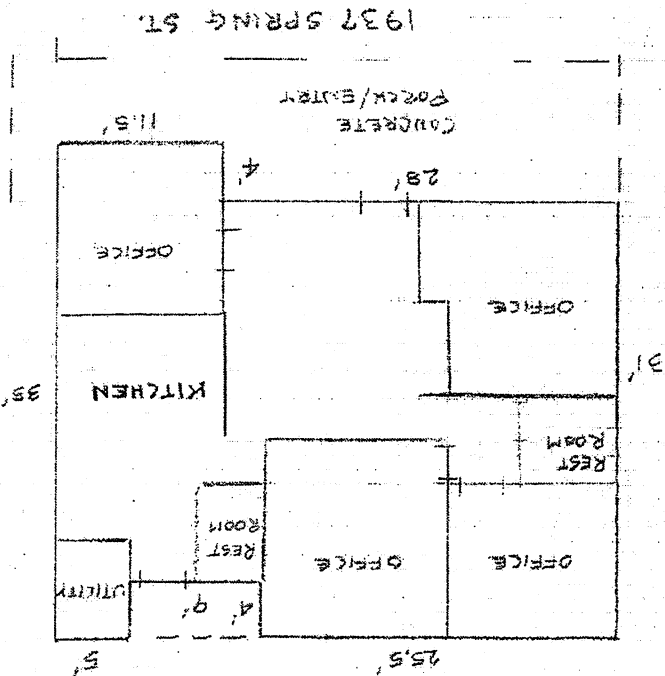 25.5'
5'
4'
9'
UTILITY
OFFICE
OFFICE
REST
ROOM
REST
ROOM
KITCHEN
35'
31'
OFFICE
OFFICE
28'
4'
11.5'
CONCRETE
PORCH/ENTRY
1937 SPRING ST.